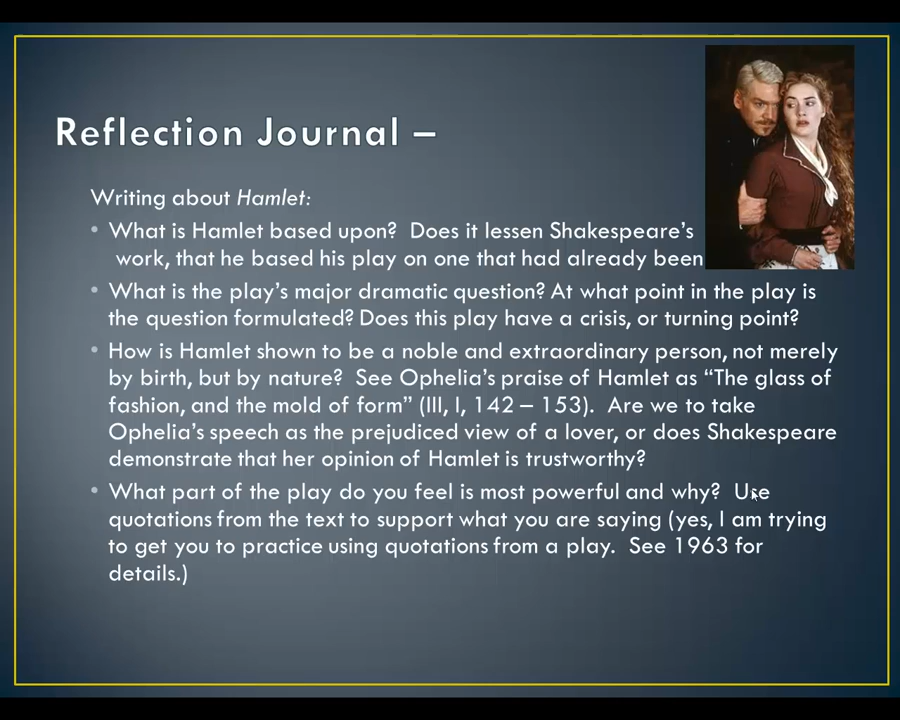 Reflection Journal –
Writing about Hamlet:
• What is Hamlet based upon? Does it lessen Shakespeare's
work, that he based his play on one that had already been
• What is the play's major dramatic question? At what point in the play is
the question formulated? Does this play have a crisis, or turning point?
• How is Hamlet shown to be a noble and extraordinary person, not merely
by birth, but by nature? See Ophelia's praise of Hamlet as “The glass of
fashion, and the mold of form” (III, I, 142 – 153). Are we to take
Ophelia's speech as the prejudiced view of a lover, or does Shakespeare
demonstrate that her opinion of Hamlet is trustworthy?
• What part of the play do you feel is most powerful and why? Use
quotations from the text to support what you are saying (yes, I am trying
to get you to practice using quotations from a play. See 1963 for
details.)